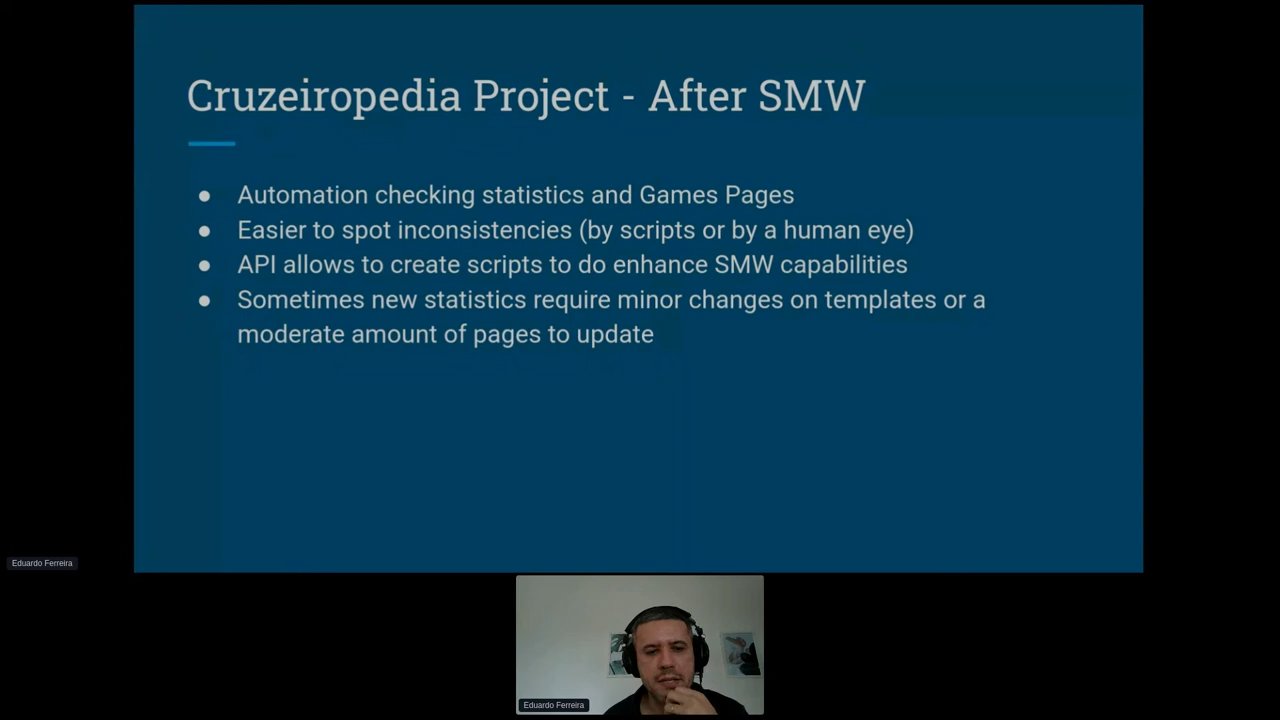 Cruzeiropedia Project - After SMW
● Automation checking statistics and Games Pages
● Easier to spot inconsistencies (by scripts or by a human eye)
● API allows to create scripts to do enhance SMW capabilities
● Sometimes new statistics require minor changes on templates or a
moderate amount of pages to update
Eduardo Ferreira
Eduardo Ferreira